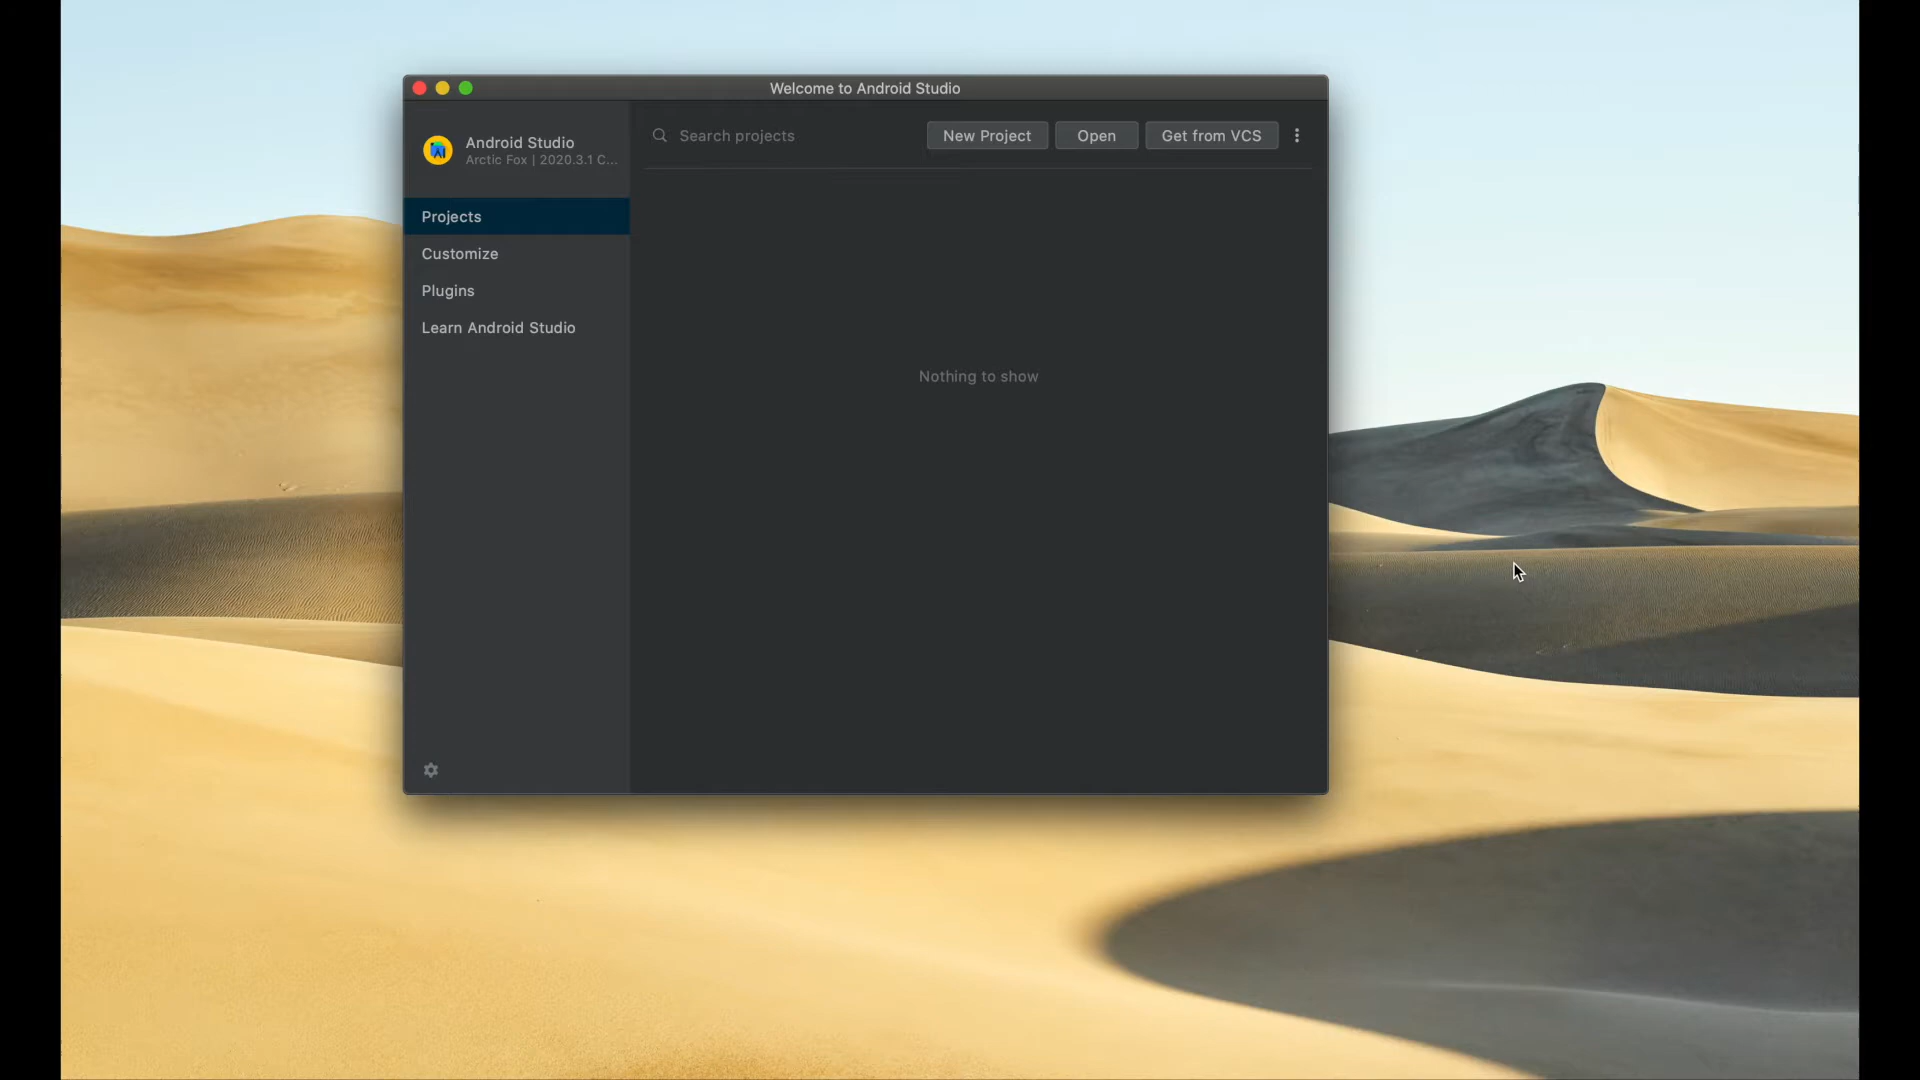 Welcome to Android Studio
Android Studio
Arctic Fox | 2020.3.1 C...
Search projects
New Project
Open
Get from VCS
Projects
Customize
Plugins
Learn Android Studio
Nothing to show